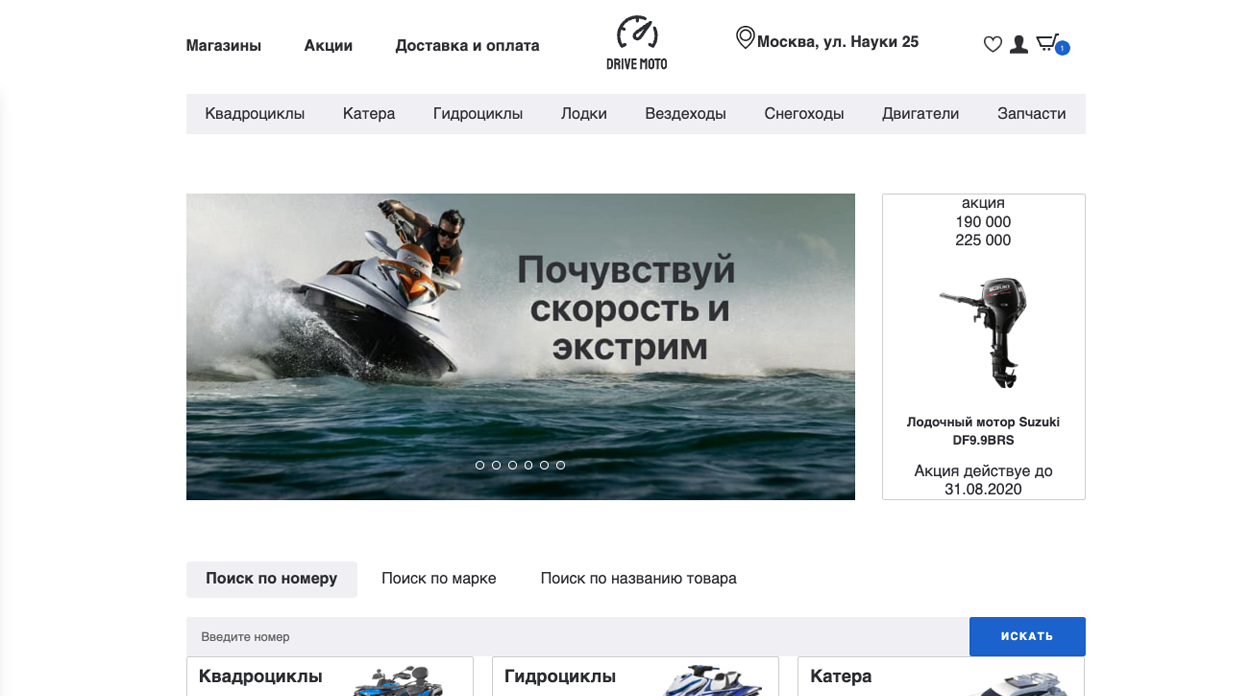 Магазины Акции Доставка и оплата
DRIVE MOTO
Москва, ул. Науки 25
1
Квадроциклы Катера Гидроциклы Лодки Вездеходы Снегоходы Двигатели Запчасти
Почувствуй
скорость и
экстрим
акция
190 000
225 000
SUZUKI
Лодочный мотор Suzuki
DF9.9BRS
Акция действуе до
31.08.2020
Поиск по номеру Поиск по марке Поиск по названию товара
Введите номер
ИСКАТЬ
Квадроциклы Гидроциклы Катера